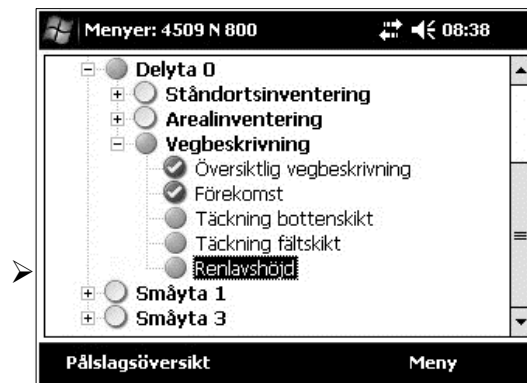 Menyer: 4509 N 800 08:38
Delyta 0
Ståndortsinventering
Arealinventering
Vegbeskrivning
Översiktlig vegbeskrivning
Förekomst
Täckning bottenskikt
Täckning fältskikt
Renlavshöjd
Småyta 1
Småyta 3
Pålslagsöversikt Meny